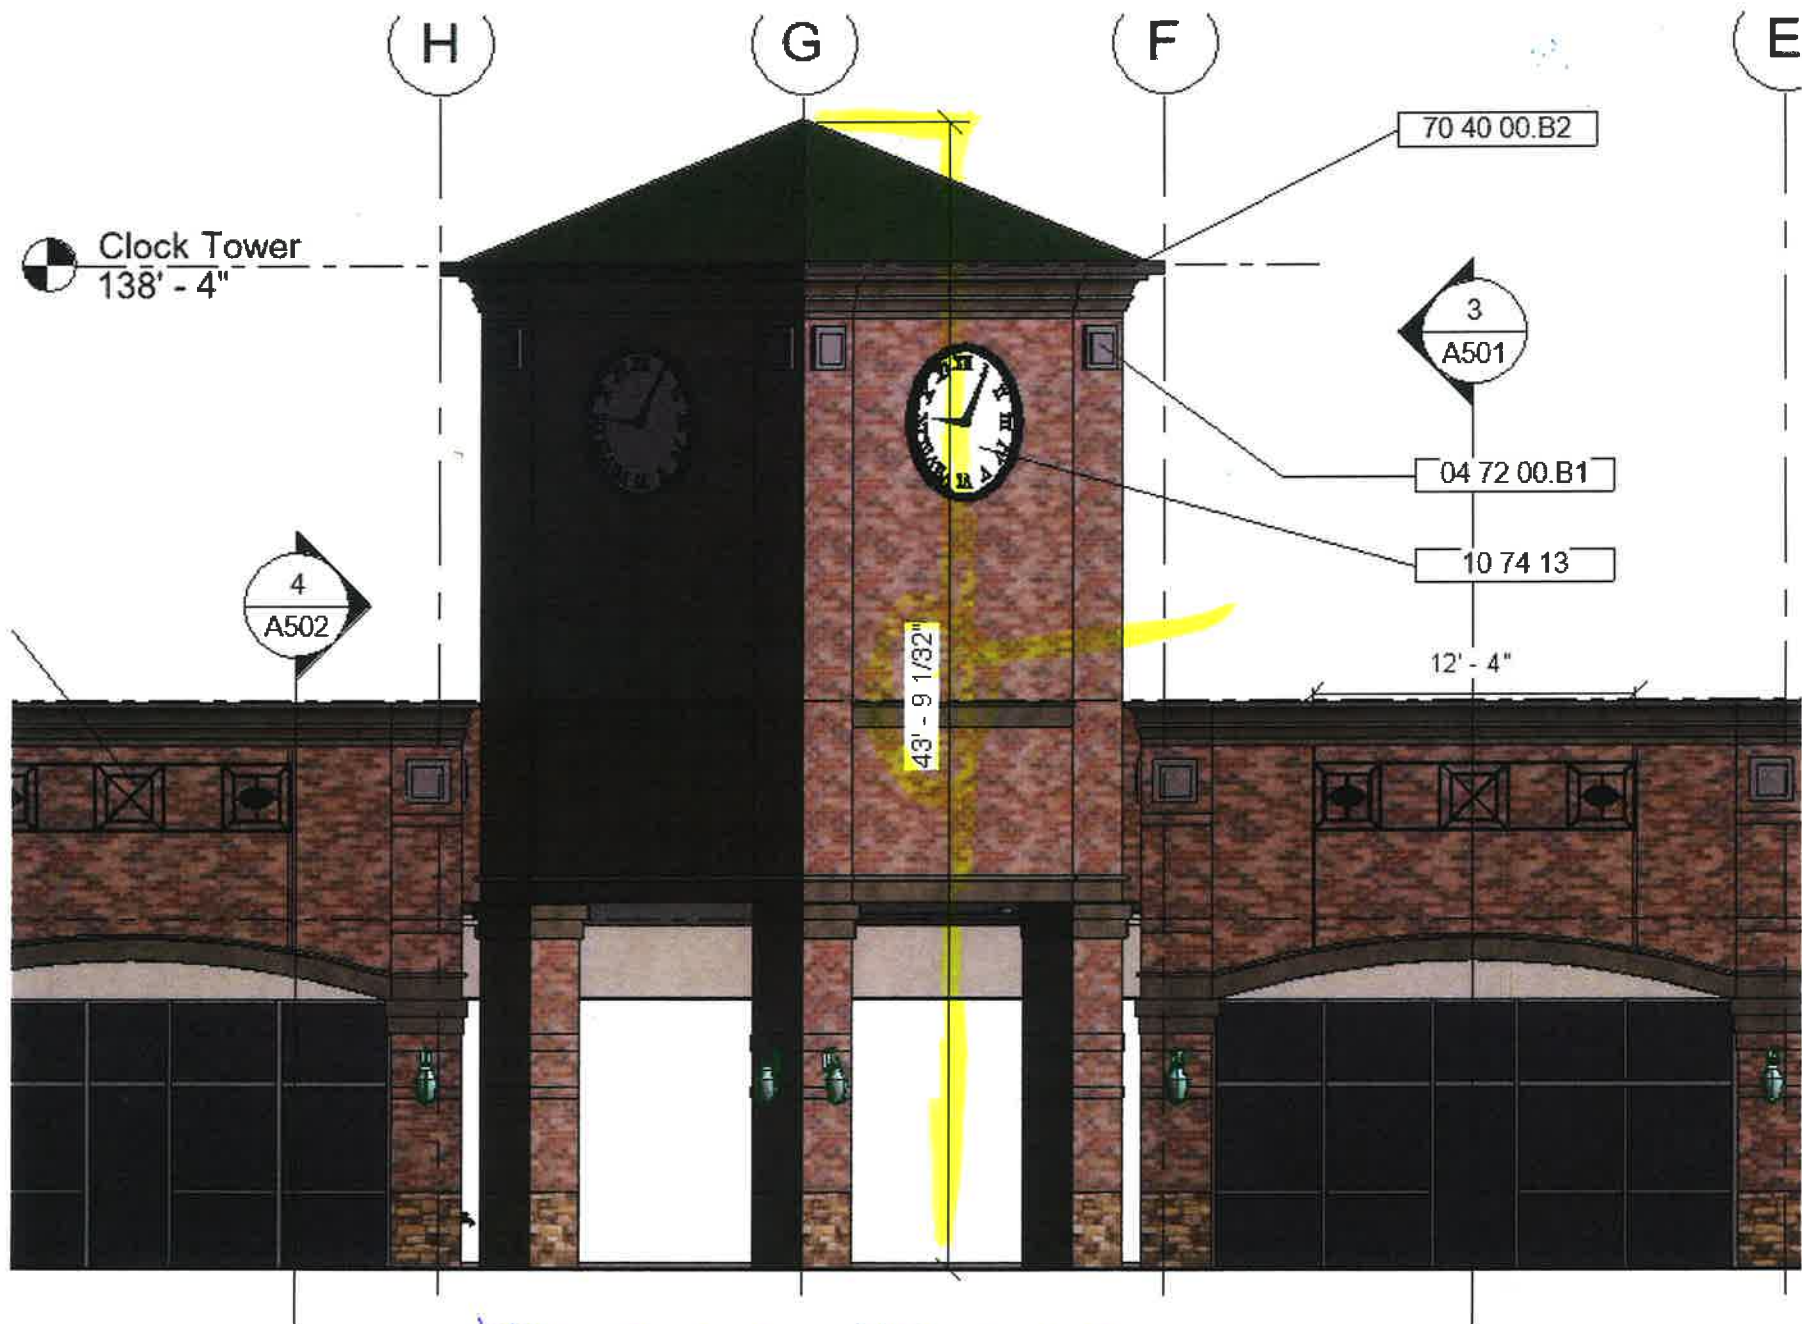 H
G
F
E
70 40 00.B2
Clock Tower
138' - 4"
3
A501
04 72 00.B1
10 74 13
4
A502
43' - 9 1/32"
12' - 4"